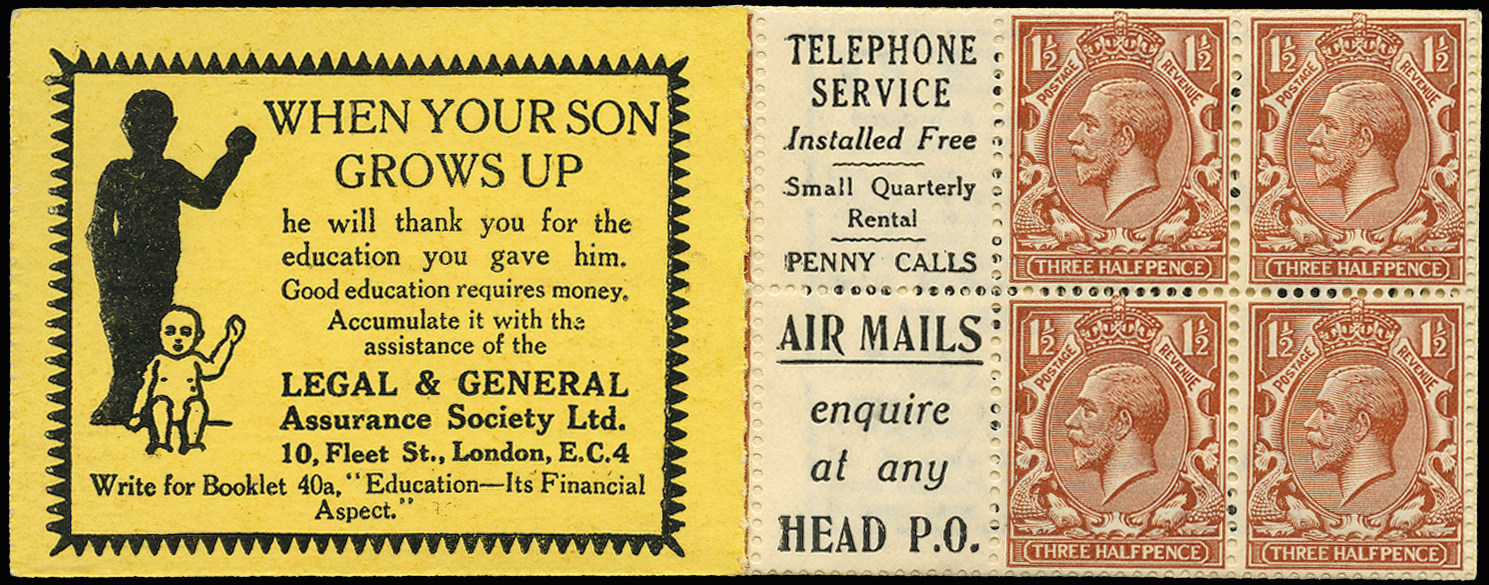 WHEN YOUR SON
GROWS UP
he will thank you for the
education you gave him.
Good education requires money.
Accumulate it with the
assistance of the
LEGAL & GENERAL
Assurance Society Ltd.
10, Fleet St., London, E.C.4
Write for Booklet 40a, "Education—Its Financial
Aspect."
TELEPHONE
SERVICE
Installed Free
Small Quarterly
Rental
PENNY CALLS
AIR MAILS
enquire
at any
HEAD P.O.
1½ 1½
POSTAGE REVENUE
THREE HALFPENCE
1½ 1½
POSTAGE REVENUE
THREE HALFPENCE
1½ 1½
POSTAGE REVENUE
THREE HALFPENCE
1½ 1½
POSTAGE REVENUE
THREE HALFPENCE